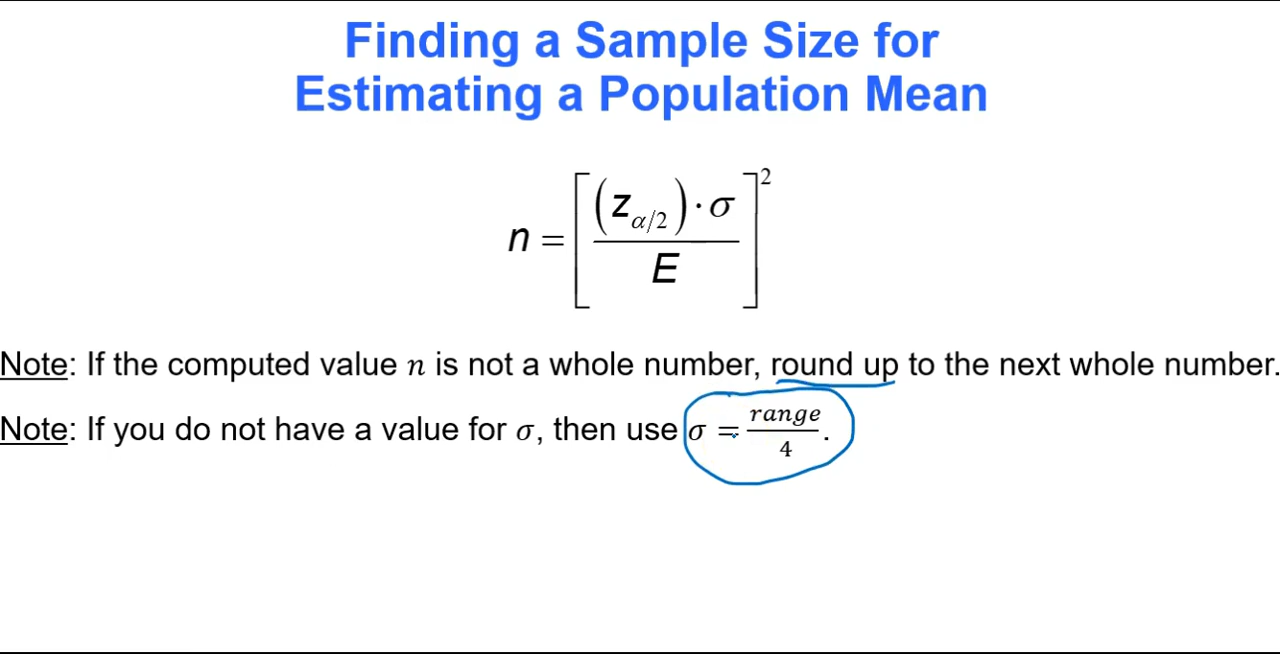 Finding a Sample Size for
Estimating a Population Mean
n = [ (z_{α/2}) · σ / E ]²
Note: If the computed value n is not a whole number, round up to the next whole number.
Note: If you do not have a value for σ, then use σ = range / 4.